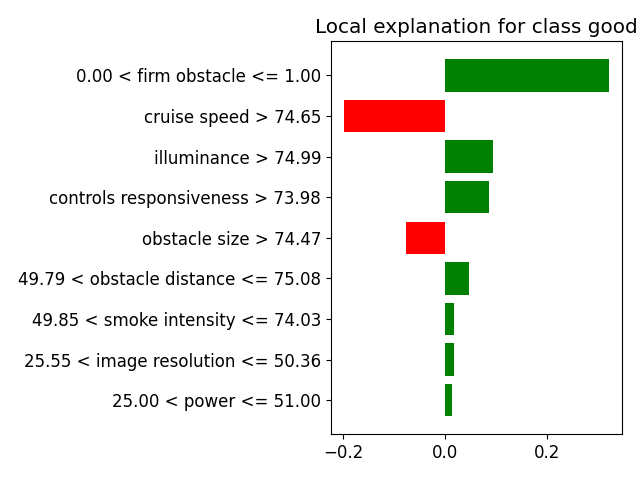 Local explanation for class good
0.00 < firm obstacle <= 1.00
cruise speed > 74.65
illuminance > 74.99
controls responsiveness > 73.98
obstacle size > 74.47
49.79 < obstacle distance <= 75.08
49.85 < smoke intensity <= 74.03
25.55 < image resolution <= 50.36
25.00 < power <= 51.00
−0.2 0.0 0.2